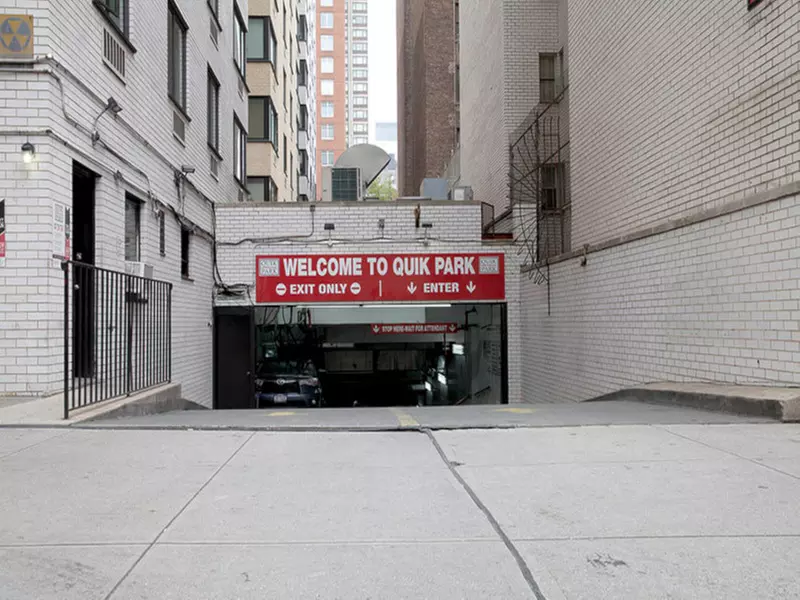 WELCOME TO QUIK PARK
EXIT ONLY
ENTER
STOP HERE-WAIT FOR ATTENDANT